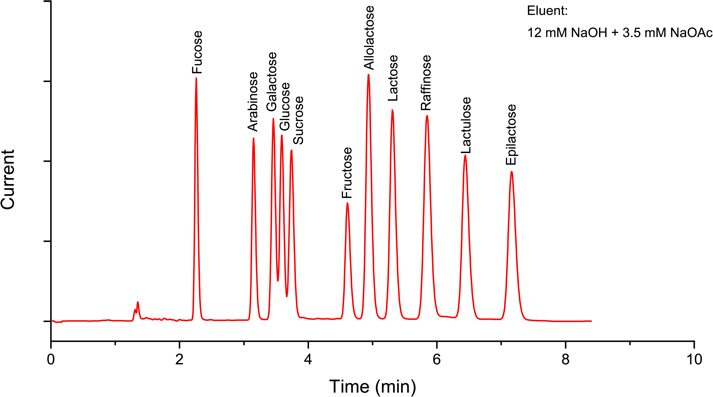 Eluent:
12 mM NaOH + 3.5 mM NaOAc
Fucose
Arabinose
Galactose
Glucose
Sucrose
Fructose
Allolactose
Lactose
Raffinose
Lactulose
Epilactose
Current
0
2
4
6
8
10
Time (min)